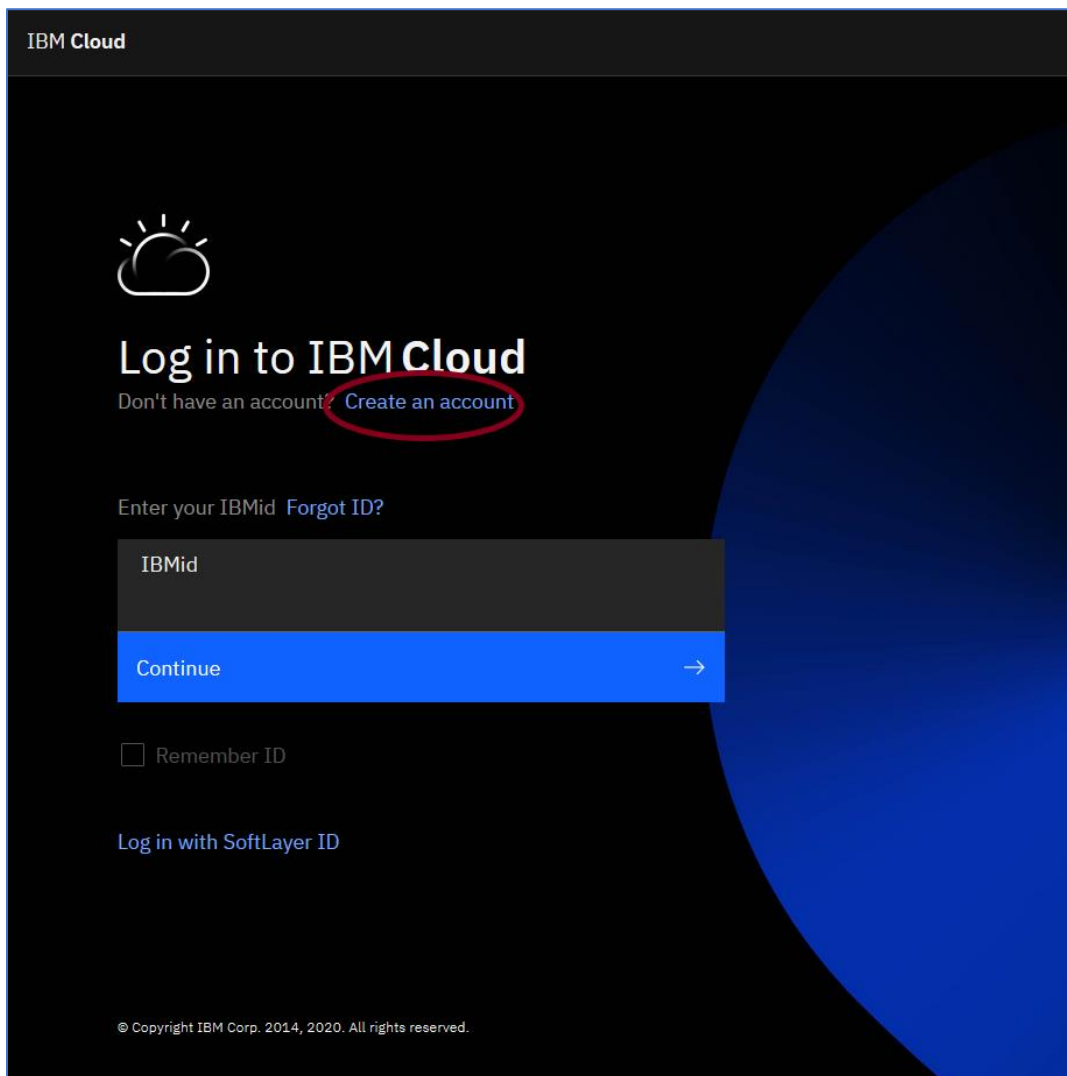 IBM Cloud
Log in to IBM Cloud
Don't have an account? Create an account
Enter your IBMid Forgot ID?
IBMid
Continue
Remember ID
Log in with SoftLayer ID
© Copyright IBM Corp. 2014, 2020. All rights reserved.